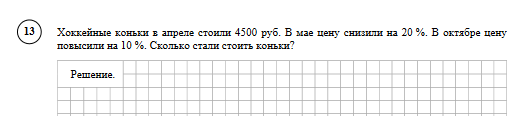 13 Хоккейные коньки в апреле стоили 4500 руб. В мае цену снизили на 20 %. В октябре цену
повысили на 10 %. Сколько стали стоить коньки?
Решение.